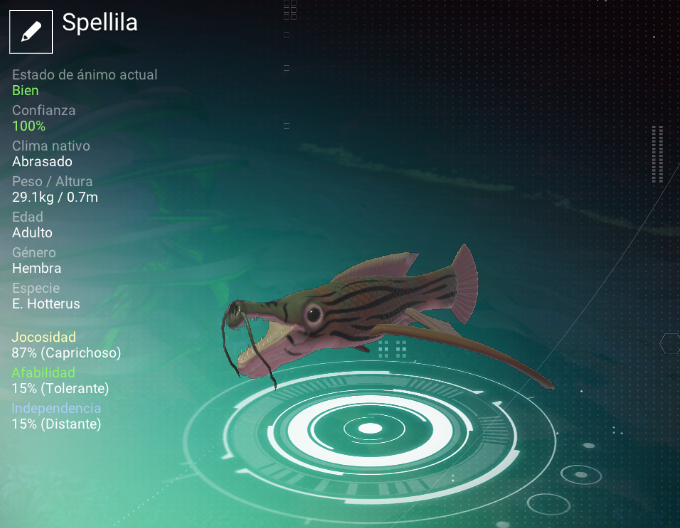 Spellila
Estado de ánimo actual
Bien
Confianza
100%
Clima nativo
Abrasado
Peso / Altura
29.1kg / 0.7m
Edad
Adulto
Género
Hembra
Especie
E. Hotterus
Jocosidad
87% (Caprichoso)
Afabilidad
15% (Tolerante)
Independencia
15% (Distante)